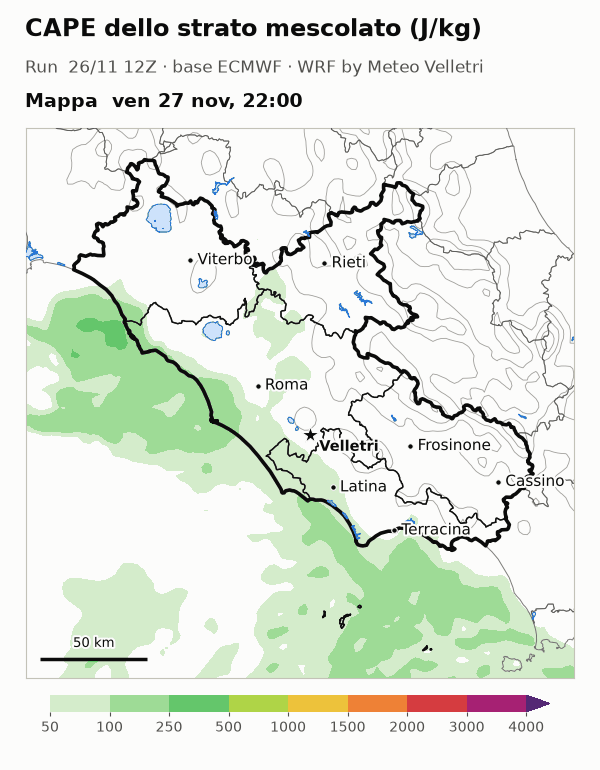 CAPE dello strato mescolato (J/kg)
Run  26/11 12Z · base ECMWF · WRF by Meteo Velletri
Mappa  ven 27 nov, 22:00
Viterbo
Rieti
Roma
Velletri
Frosinone
Cassino
Latina
Terracina
50 km
50 100 250 500 1000 1500 2000 3000 4000